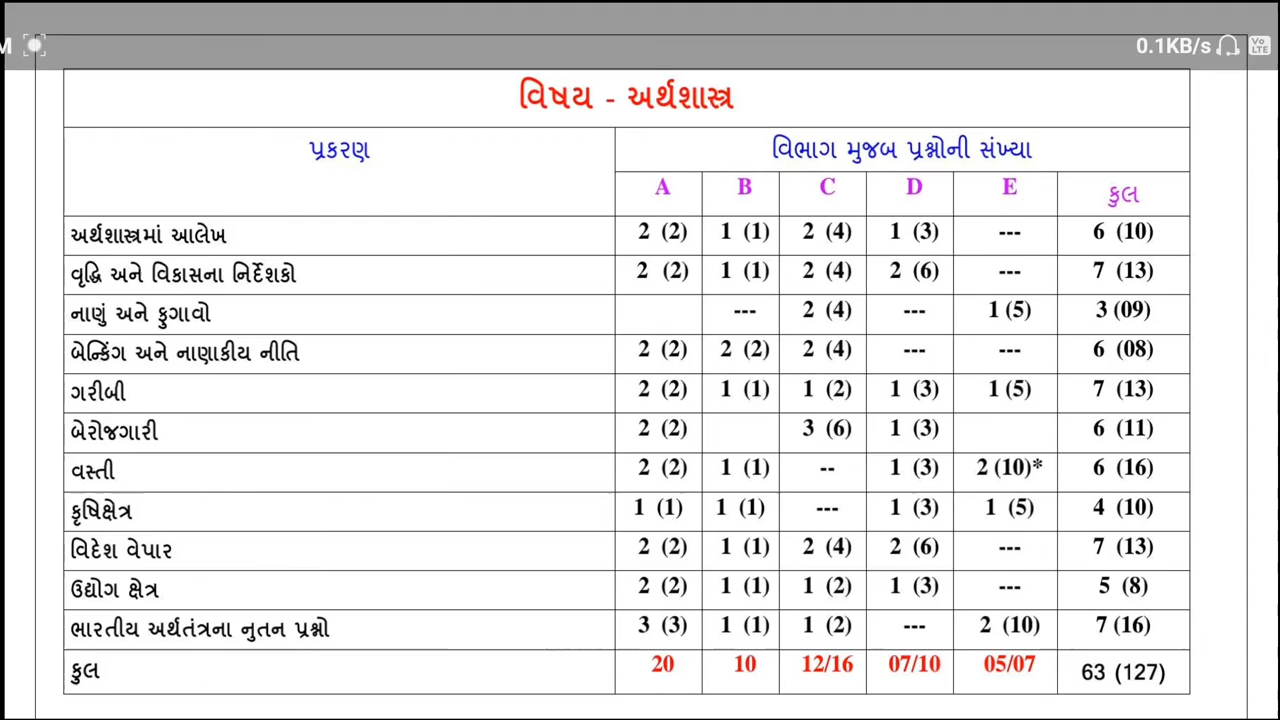 M 0.1KB/s Vo LTE
વિષય - અર્થશાસ્ત્ર
પ્રકરણ વિભાગ મુજબ પ્રશ્નોની સંખ્યા
A B C D E કુલ
અર્થશાસ્ત્રમાં આલેખ 2 (2) 1 (1) 2 (4) 1 (3) --- 6 (10)
વૃદ્ધિ અને વિકાસના નિર્દેશકો 2 (2) 1 (1) 2 (4) 2 (6) --- 7 (13)
નાણું અને ફુગાવો --- 2 (4) --- 1 (5) 3 (09)
બેન્કિંગ અને નાણાકીય નીતિ 2 (2) 2 (2) 2 (4) --- --- 6 (08)
ગરીબી 2 (2) 1 (1) 1 (2) 1 (3) 1 (5) 7 (13)
બેરોજગારી 2 (2) 3 (6) 1 (3) 6 (11)
વસ્તી 2 (2) 1 (1) -- 1 (3) 2 (10)* 6 (16)
કૃષિક્ષેત્ર 1 (1) 1 (1) --- 1 (3) 1 (5) 4 (10)
વિદેશ વેપાર 2 (2) 1 (1) 2 (4) 2 (6) --- 7 (13)
ઉદ્યોગ ક્ષેત્ર 2 (2) 1 (1) 1 (2) 1 (3) --- 5 (8)
ભારતીય અર્થતંત્રના નુતન પ્રશ્નો 3 (3) 1 (1) 1 (2) --- 2 (10) 7 (16)
કુલ 20 10 12/16 07/10 05/07 63 (127)